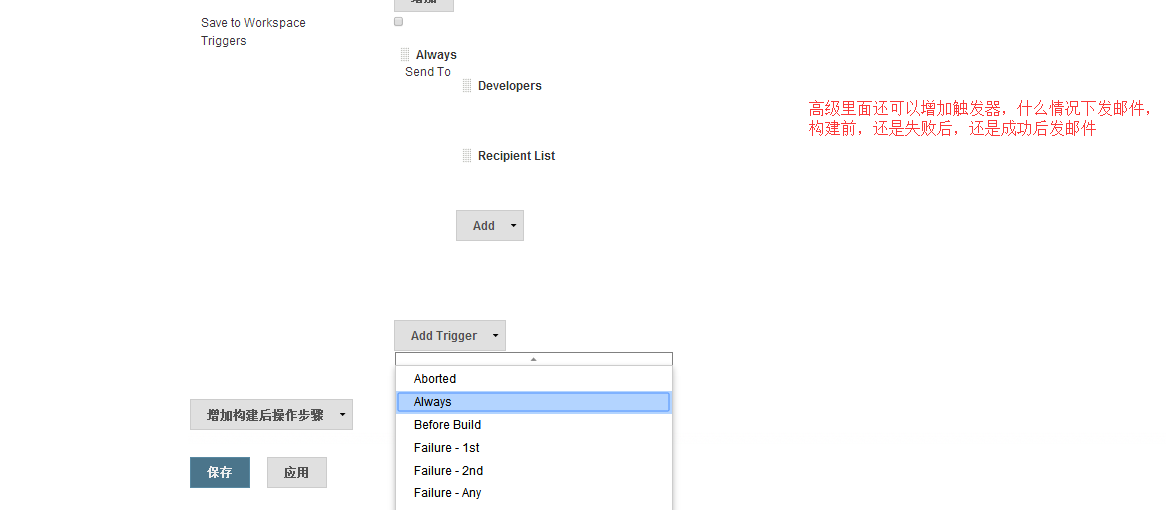 增加
Save to Workspace
Triggers
Always
Send To
Developers
高级里面还可以增加触发器，什么情况下发邮件，
构建前，还是失败后，还是成功后发邮件
Recipient List
Add
Add Trigger
Aborted
Always
增加构建后操作步骤
Before Build
Failure - 1st
保存
应用
Failure - 2nd
Failure - Any